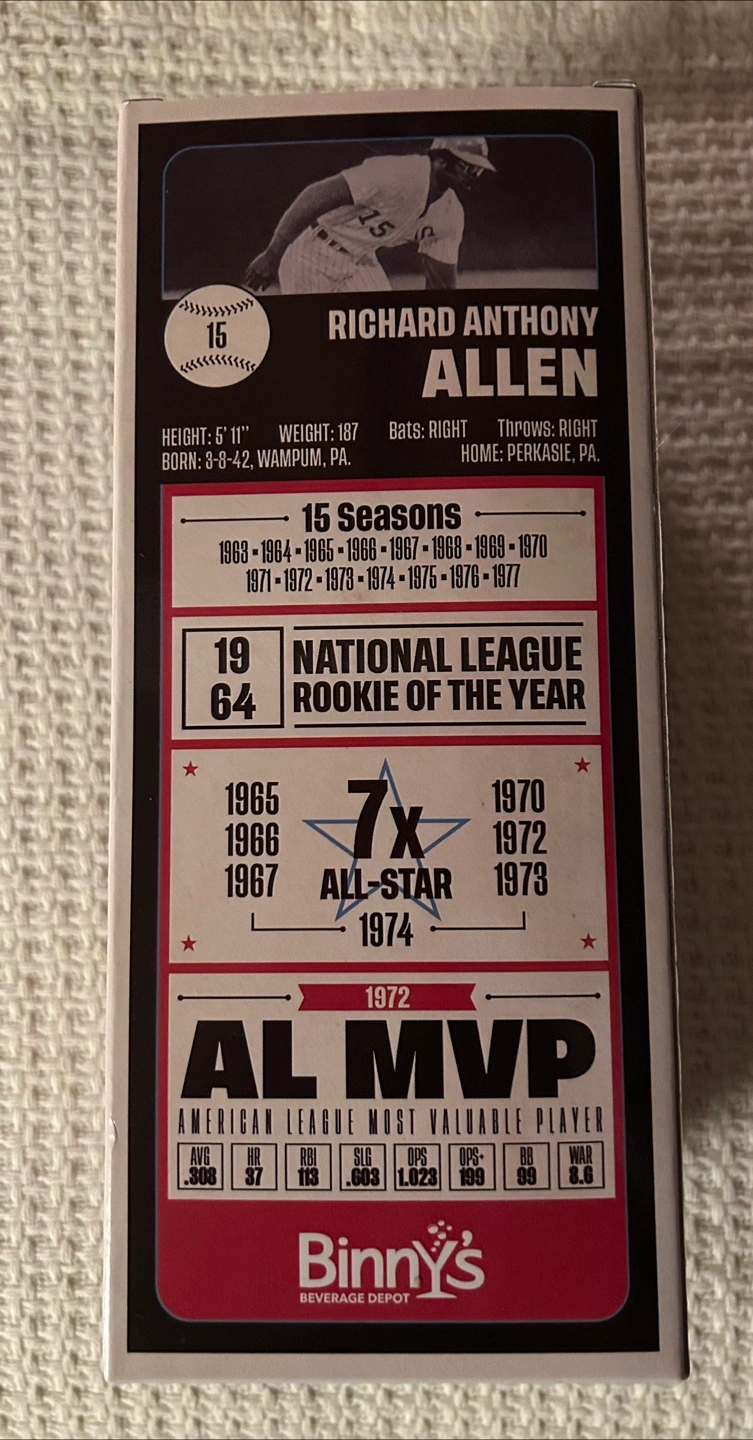 15
S
15
RICHARD ANTHONY
ALLEN
HEIGHT: 5' 11" WEIGHT: 187 Bats: RIGHT Throws: RIGHT
BORN: 3-8-42, WAMPUM, PA. HOME: PERKASIE, PA.
15 Seasons
1963 • 1964 • 1965 • 1966 • 1967 • 1968 • 1969 • 1970
1971 • 1972 • 1973 • 1974 • 1975 • 1976 • 1977
19
64
NATIONAL LEAGUE
ROOKIE OF THE YEAR
1965
1966
1967
7x
ALL-STAR
1970
1972
1973
1974
1972
AL MVP
AMERICAN LEAGUE MOST VALUABLE PLAYER
AVG HR RBI SLG OPS OPS+ BB WAR
.308 37 113 .603 1.023 199 99 8.6
Binny's
BEVERAGE DEPOT